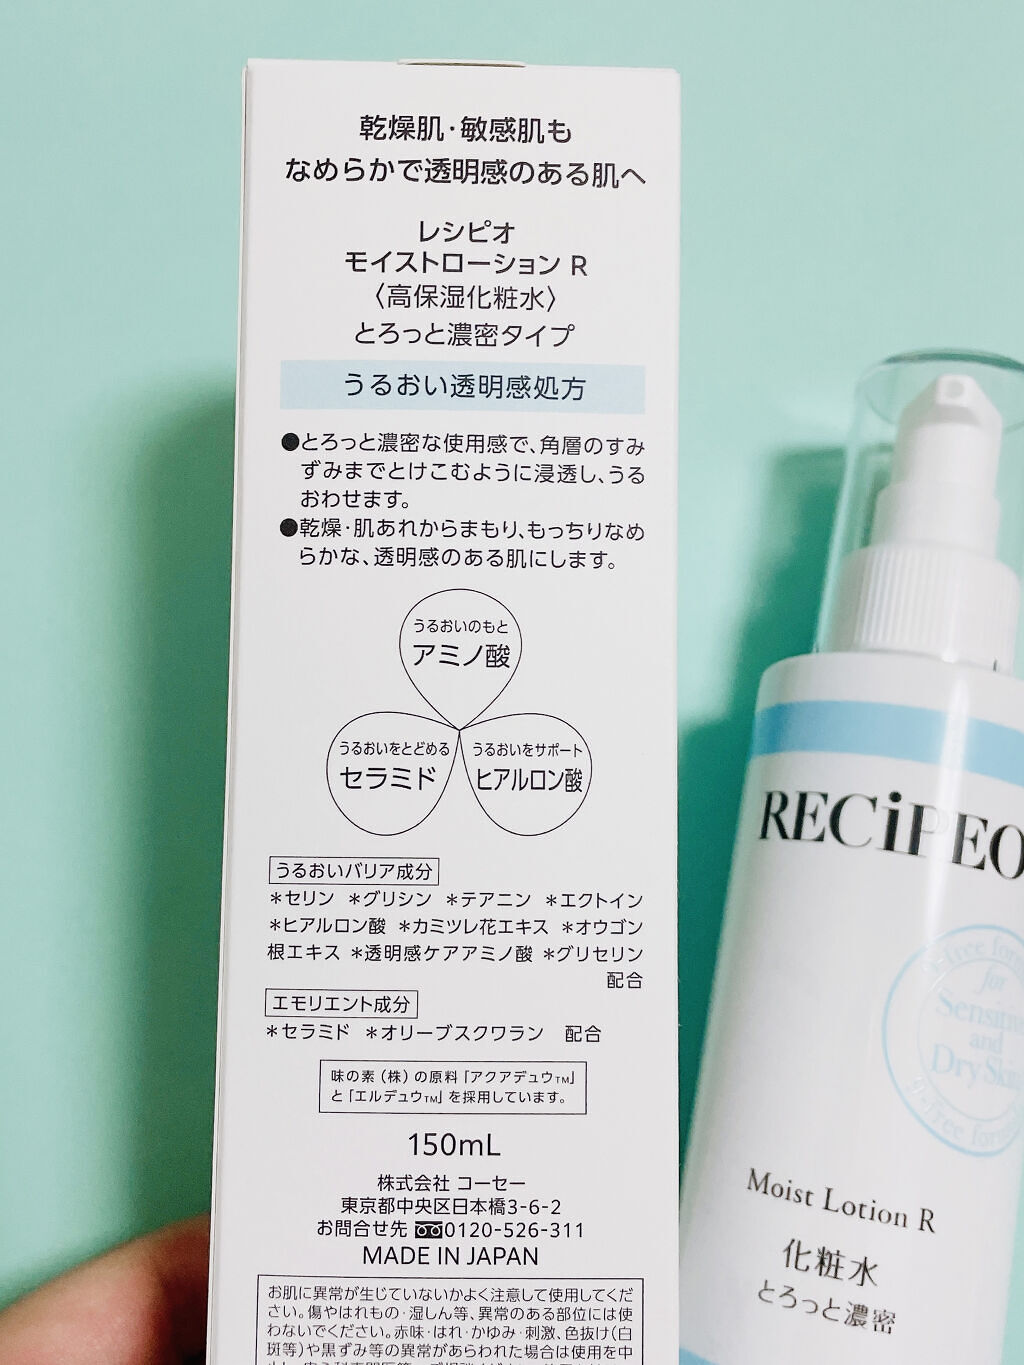 乾燥肌・敏感肌も
なめらかで透明感のある肌へ
レシピオ
モイストローション R
〈高保湿化粧水〉
とろっと濃密タイプ
うるおい透明感処方
●とろっと濃密な使用感で、角層のすみ
ずみまでとけこむように浸透し、うる
おわせます。
●乾燥・肌あれからまもり、もっちりなめ
らかな、透明感のある肌にします。
うるおいのもと
アミノ酸
うるおいをとどめる
セラミド
うるおいをサポート
ヒアルロン酸
うるおいバリア成分
＊セリン ＊グリシン ＊テアニン ＊エクトイン
＊ヒアルロン酸 ＊カミツレ花エキス ＊オウゴン
根エキス ＊透明感ケアアミノ酸 ＊グリセリン
配合
エモリエント成分
＊セラミド ＊オリーブスクワラン 配合
味の素（株）の原料「アクアデュウTM」
と「エルデュウTM」を採用しています。
150mL
株式会社 コーセー
東京都中央区日本橋3-6-2
お問合せ先 0120-526-311
MADE IN JAPAN
お肌に異常が生じていないかよく注意して使用してくだ
さい。傷やはれもの・湿しん等、異常のある部位には使
わないでください。赤味・はれ・かゆみ・刺激、色抜け（白
斑等）や黒ずみ等の異常があらわれた場合は使用を中
RECiPEO
for
Sensitive
and
Dry Skin
Moist Lotion R
化粧水
とろっと濃密